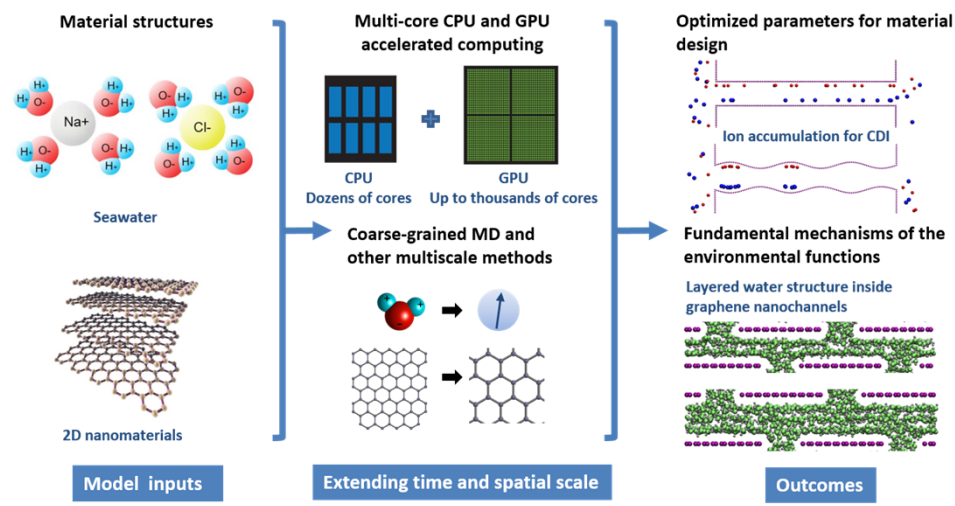 Material structures
H+
H+
O-
H+
O-
H+
Na+
H+
O-
H+
O-
H+
H+
O-
H+
H+
O-
H+
H+
Cl-
H+
O-
H+
H+
O-
H+
Seawater
2D nanomaterials
Model inputs
Multi-core CPU and GPU
accelerated computing
CPU
Dozens of cores
GPU
Up to thousands of cores
Coarse-grained MD and
other multiscale methods
+
+
-
Extending time and spatial scale
Optimized parameters for material
design
Ion accumulation for CDI
Fundamental mechanisms of the
environmental functions
Layered water structure inside
graphene nanochannels
Outcomes